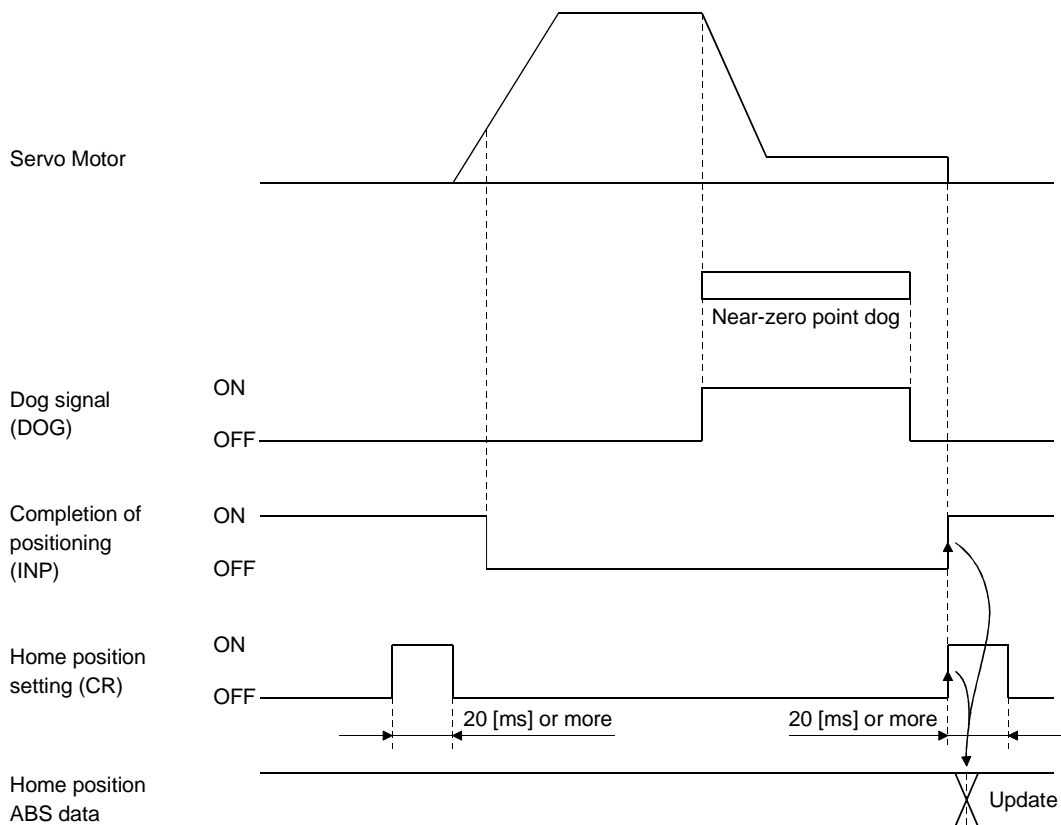 Servo Motor
Near-zero point dog
Dog signal
(DOG)
ON
OFF
Completion of
positioning
(INP)
ON
OFF
Home position
setting (CR)
ON
OFF
20 [ms] or more
20 [ms] or more
Home position
ABS data
Update